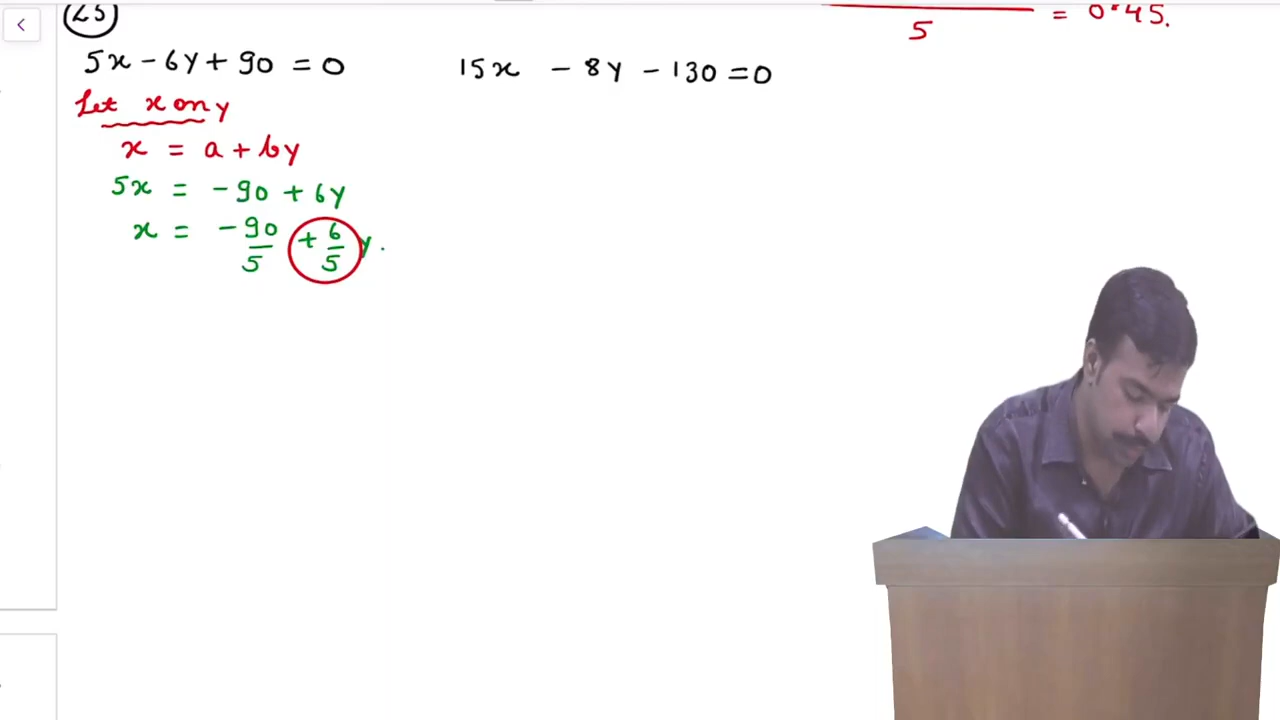 25
5 = 0.45.
5x - 6y + 90 = 0
15x - 8y - 130 = 0
Let x on y
x = a + by
5x = -90 + 6y
x = -90/5 + 6/5 y.